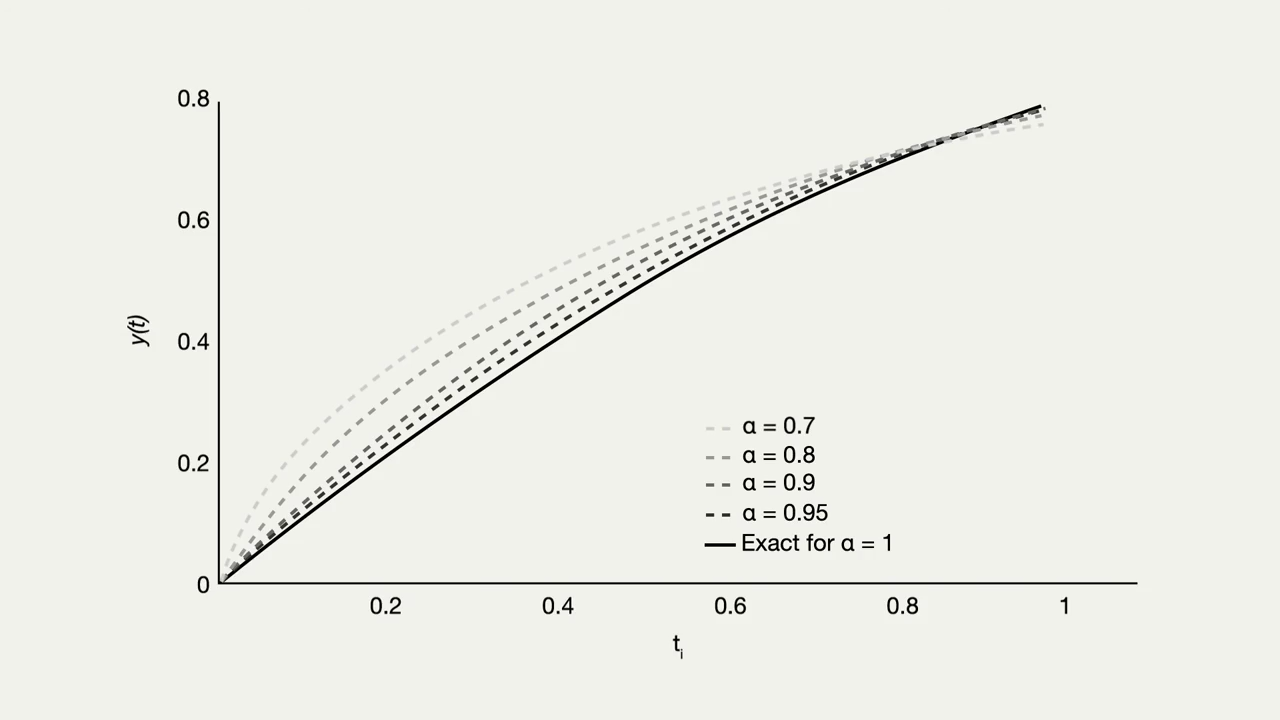 0.8
0.6
0.4
0.2
0
y(t)
0.2 0.4 0.6 0.8 1
tᵢ
ɑ = 0.7
ɑ = 0.8
ɑ = 0.9
ɑ = 0.95
Exact for ɑ = 1